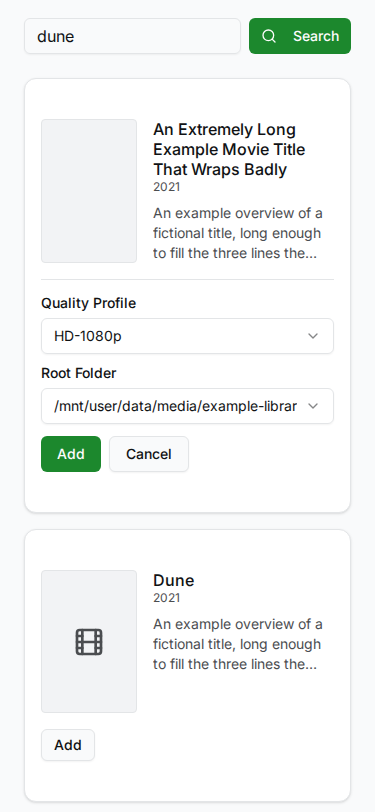 dune
Search
An Extremely Long
Example Movie Title
That Wraps Badly
2021
An example overview of a
fictional title, long enough
to fill the three lines the...
Quality Profile
HD-1080p
Root Folder
/mnt/user/data/media/example-librar
Add
Cancel
Dune
2021
An example overview of a
fictional title, long enough
to fill the three lines the...
Add